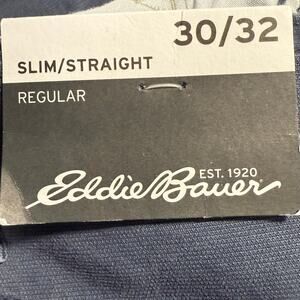 30/32
SLIM/STRAIGHT
REGULAR
EST. 1920
Eddie Bauer